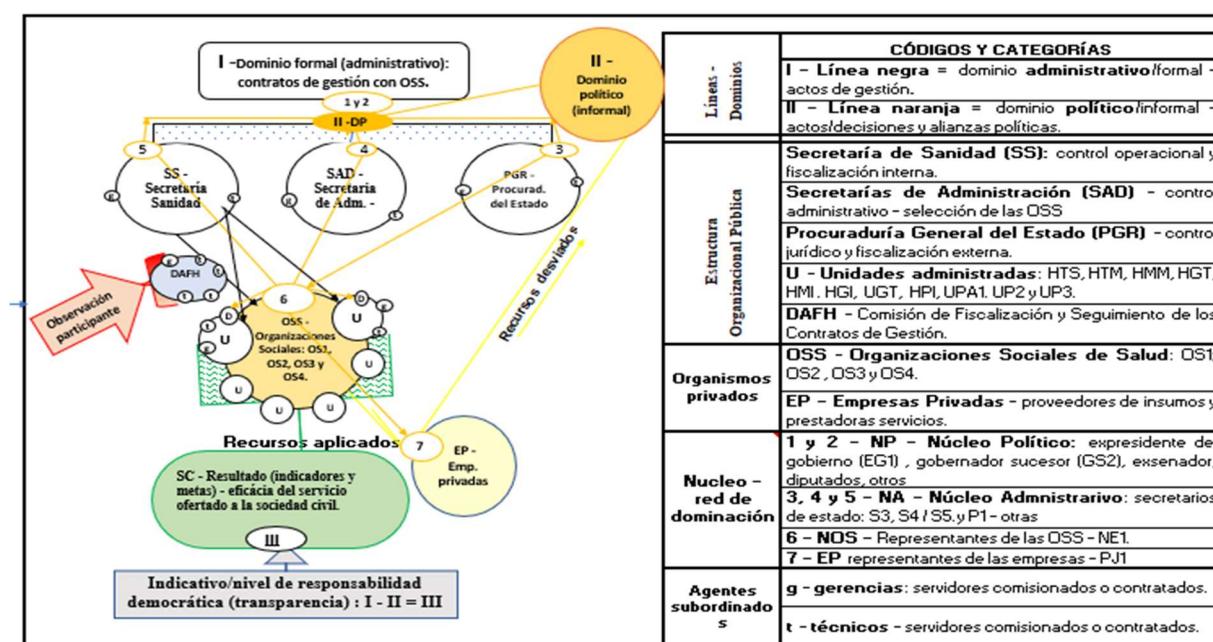 I -Dominio formal (administrativo):
contratos de gestión con OSS.
II -
Dominio
político
(informal)
1 y 2
II -DP
5
4
3
SS -
Secretaría
Sanidad
SAD -
Secretaria
de Adm. -
PGR -
Procurad.
del Estado
g
t
g
t
g
t
DAFH
g
t
t
t
t
Observación
participante
6
OSS -
Organizaciones
Sociales: OS1,
OS2, OS3 y
OS4.
D
g
t
U
D
t
g
U
U
U
U
U
U
Recursos desviados
Recursos aplicados
7
EP -
Emp.
privadas
SC - Resultado (indicadores y
metas) - eficácia del servicio
ofertado a la sociedad civil.
III
Indicativo/nivel de responsabilidad
democrática (transparencia) : I - II = III
CÓDIGOS Y CATEGORÍAS
Líneas -
Dominios
I - Línea negra = dominio administrativo/formal -
actos de gestión.
II - Línea naranja = dominio político/informal -
actos/decisiones y alianzas políticas.
Estructura
Organizacional Pública
Secretaría de Sanidad (SS): control operacional y
fiscalización interna.
Secretarías de Administración (SAD) - contro
administrativo - selección de las OSS
Procuraduría General del Estado (PGR) - contro
jurídico y fiscalización externa.
U - Unidades administradas: HTS, HTM, HMM, HGT,
HMI. HGI, UGT, HPI, UPA1. UP2 y UP3.
DAFH - Comisión de Fiscalización y Seguimiento de los
Contratos de Gestión.
Organismos
privados
OSS - Organizaciones Sociales de Salud: OS1
OS2 , OS3 y OS4.
EP - Empresas Privadas - proveedores de insumos y
prestadoras servicios.
Nucleo -
red de
dominación
1 y 2 - NP - Núcleo Político: expresidente de
gobierno (EG1) , gobernador sucesor (GS2), exsenador,
diputados, otros
3, 4 y 5 - NA - Núcleo Admnistrarivo: secretarios
de estado: S3, S4 / S5. y P1 - otras
6 - NOS - Representantes de las OSS - NE1.
7 - EP representantes de las empresas - PJ1
Agentes
subordinado
s
g - gerencias: servidores comisionados o contratados.
t - técnicos - servidores comisionados o contratados.